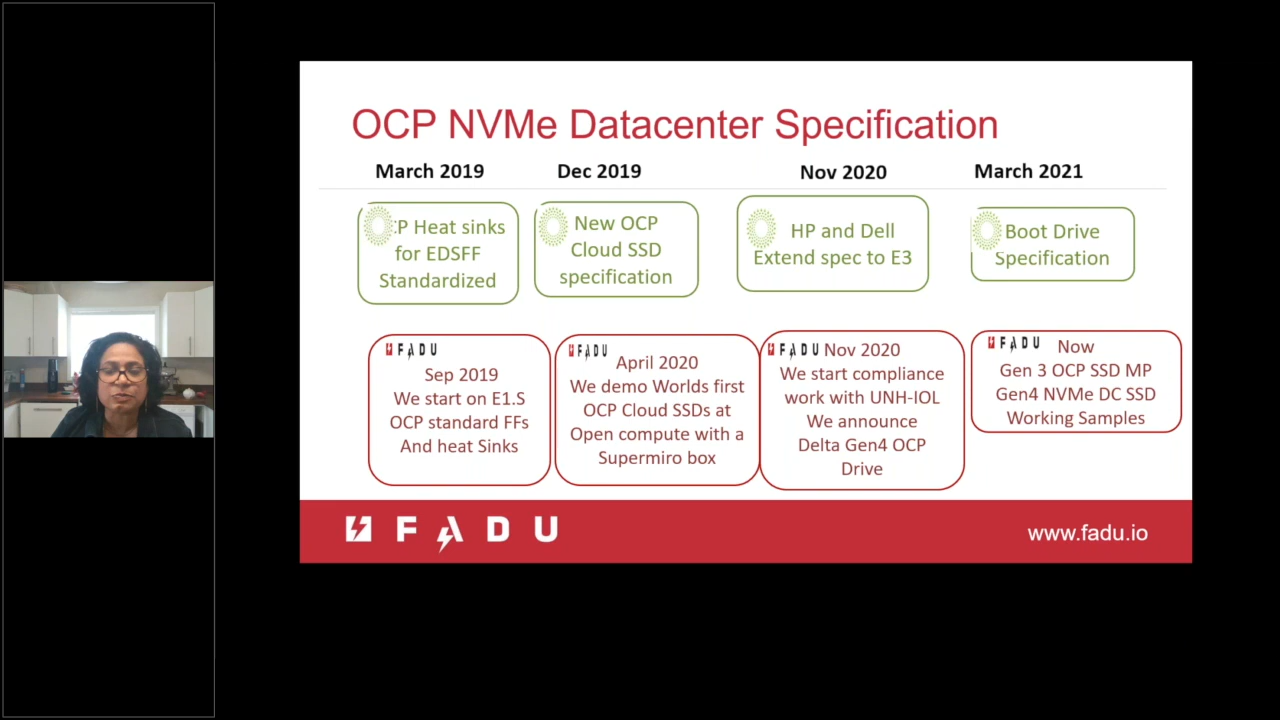 OCP NVMe Datacenter Specification
March 2019
Dec 2019
Nov 2020
March 2021
CP Heat sinks
for EDSFF
Standardized
New OCP
Cloud SSD
specification
HP and Dell
Extend spec to E3
Boot Drive
Specification
FADU
Sep 2019
We start on E1.S
OCP standard FFs
And heat Sinks
FADU
April 2020
We demo Worlds first
OCP Cloud SSDs at
Open compute with a
Supermiro box
FADU Nov 2020
We start compliance
work with UNH-IOL
We announce
Delta Gen4 OCP
Drive
FADU Now
Gen 3 OCP SSD MP
Gen4 NVMe DC SSD
Working Samples
FADU
www.fadu.io